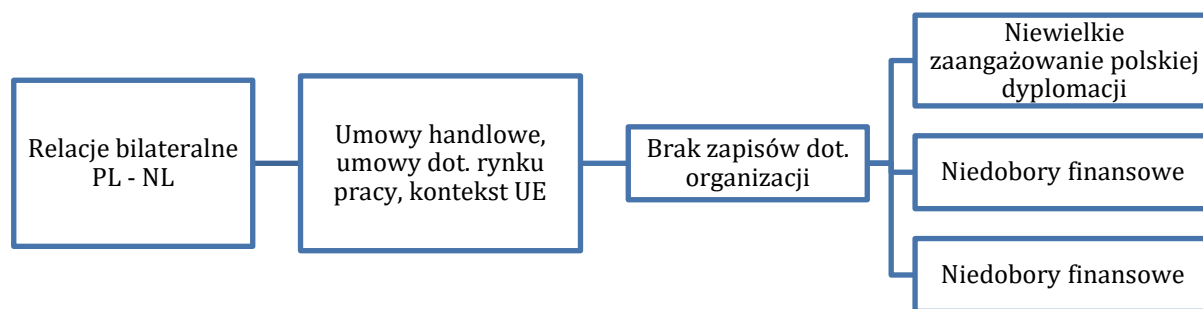 Relacje bilateralne
PL - NL
Umowy handlowe,
umowy dot. rynku
pracy, kontekst UE
Brak zapisów dot.
organizacji
Niewielkie
zaangażowanie polskiej
dyplomacji
Niedobory finansowe
Niedobory finansowe